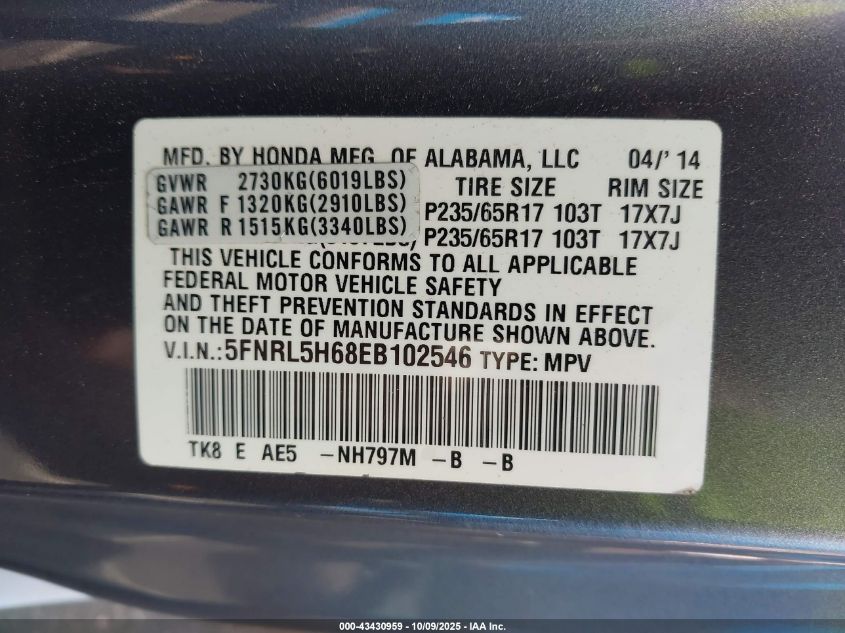 MFD. BY HONDA MFG. OF ALABAMA, LLC 04/' 14
GVWR 2730KG(6019LBS) TIRE SIZE RIM SIZE
GAWR F 1320KG(2910LBS) P235/65R17 103T 17X7J
GAWR R 1515KG(3340LBS) P235/65R17 103T 17X7J
THIS VEHICLE CONFORMS TO ALL APPLICABLE
FEDERAL MOTOR VEHICLE SAFETY
AND THEFT PREVENTION STANDARDS IN EFFECT
ON THE DATE OF MANUFACTURE SHOWN ABOVE.
V.I.N.:5FNRL5H68EB102546 TYPE: MPV
TK8 E AE5 -NH797M -B -B
000-43430959 - 10/09/2025 - IAA Inc.